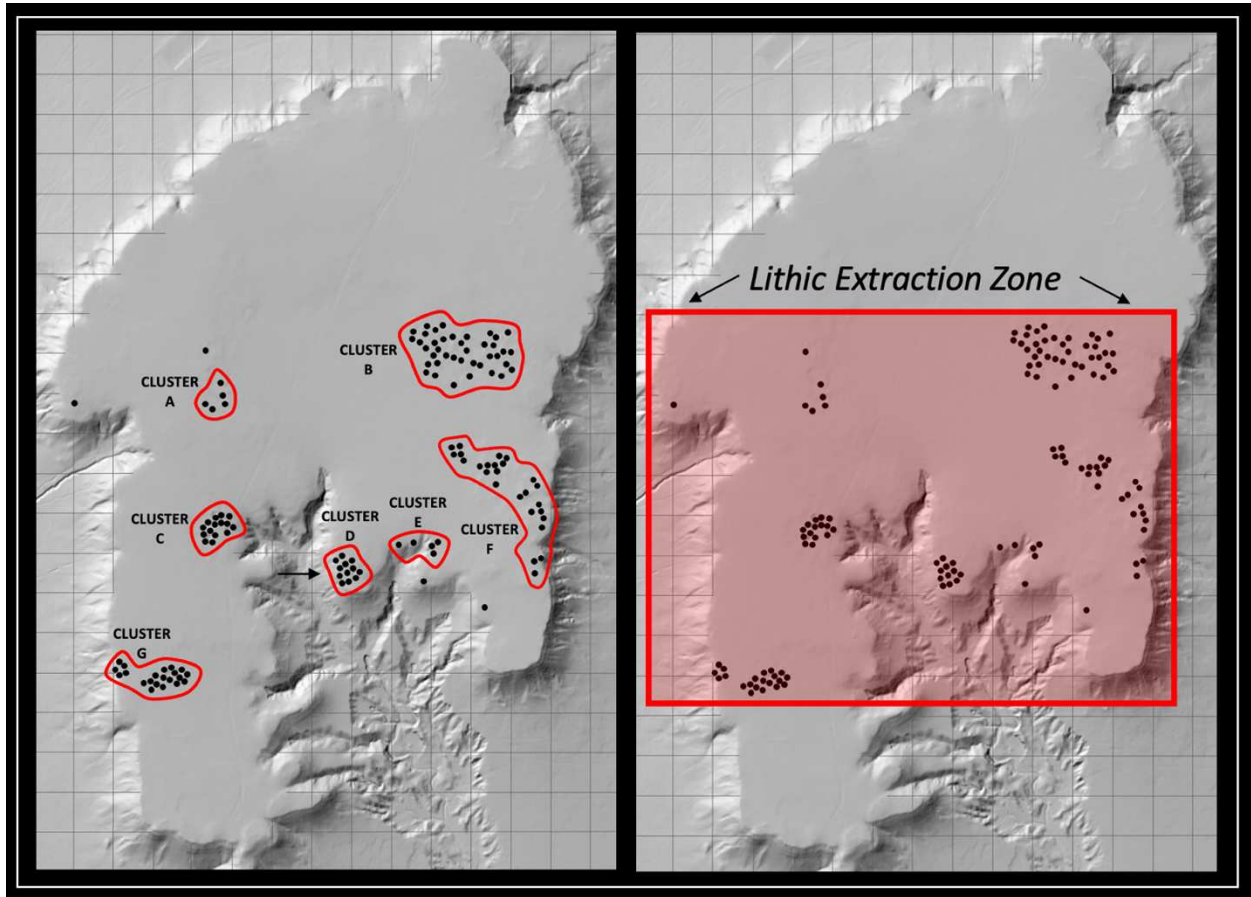 CLUSTER
A
CLUSTER
B
CLUSTER
C
CLUSTER
D
CLUSTER
E
CLUSTER
F
CLUSTER
G
Lithic Extraction Zone